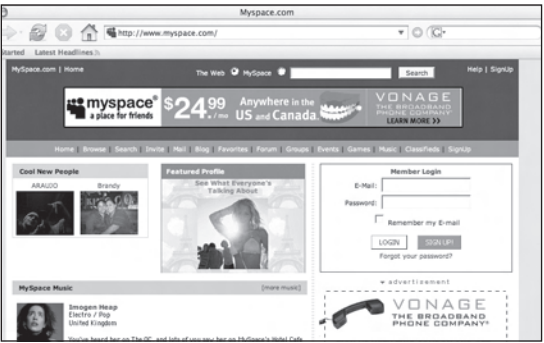 Myspace.com
http://www.myspace.com/
G
Started Latest Headlines
MySpace.com | Home
The Web MySpace
Search
Help | SignUp
myspace®
a place for friends
$24.99 /mo
Anywhere in the
US and Canada.
VONAGE
THE BROADBAND
PHONE COMPANY
LEARN MORE >>
Home | Browse | Search | Invite | Mail | Blog | Favorites | Forum | Groups | Events | Games | Music | Classifieds | SignUp
Cool New People
ARAUJO Brandy
Featured Profile
See What Everyone's
Talking About
Member Login
E-Mail:
Password:
Remember my E-mail
LOGIN SIGN UP!
Forgot your password?
advertisement
VONAGE
THE BROADBAND
PHONE COMPANY®
MySpace Music [more music]
Imogen Heap
Electro / Pop
United Kingdom
You've heard her on The OC, and lots of you saw her on MySpace's Hotel Cafe